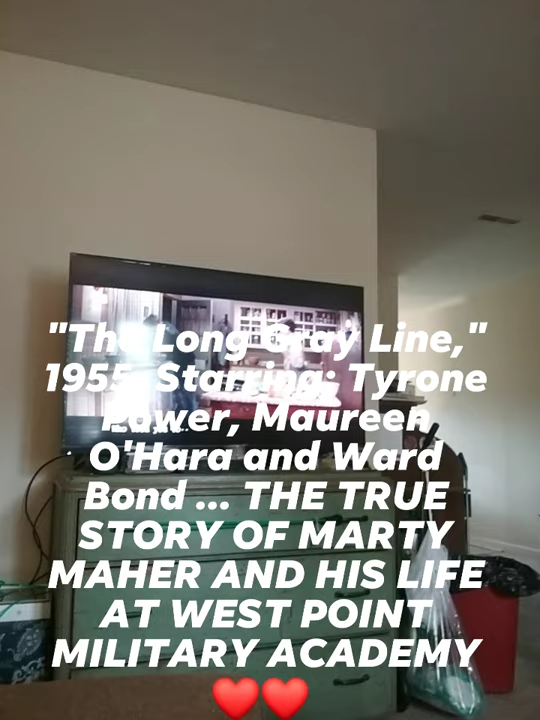 "The Long Gray Line,"
1955, Starring: Tyrone
Power, Maureen
O'Hara and Ward
Bond ... THE TRUE
STORY OF MARTY
MAHER AND HIS LIFE
AT WEST POINT
MILITARY ACADEMY
❤️❤️